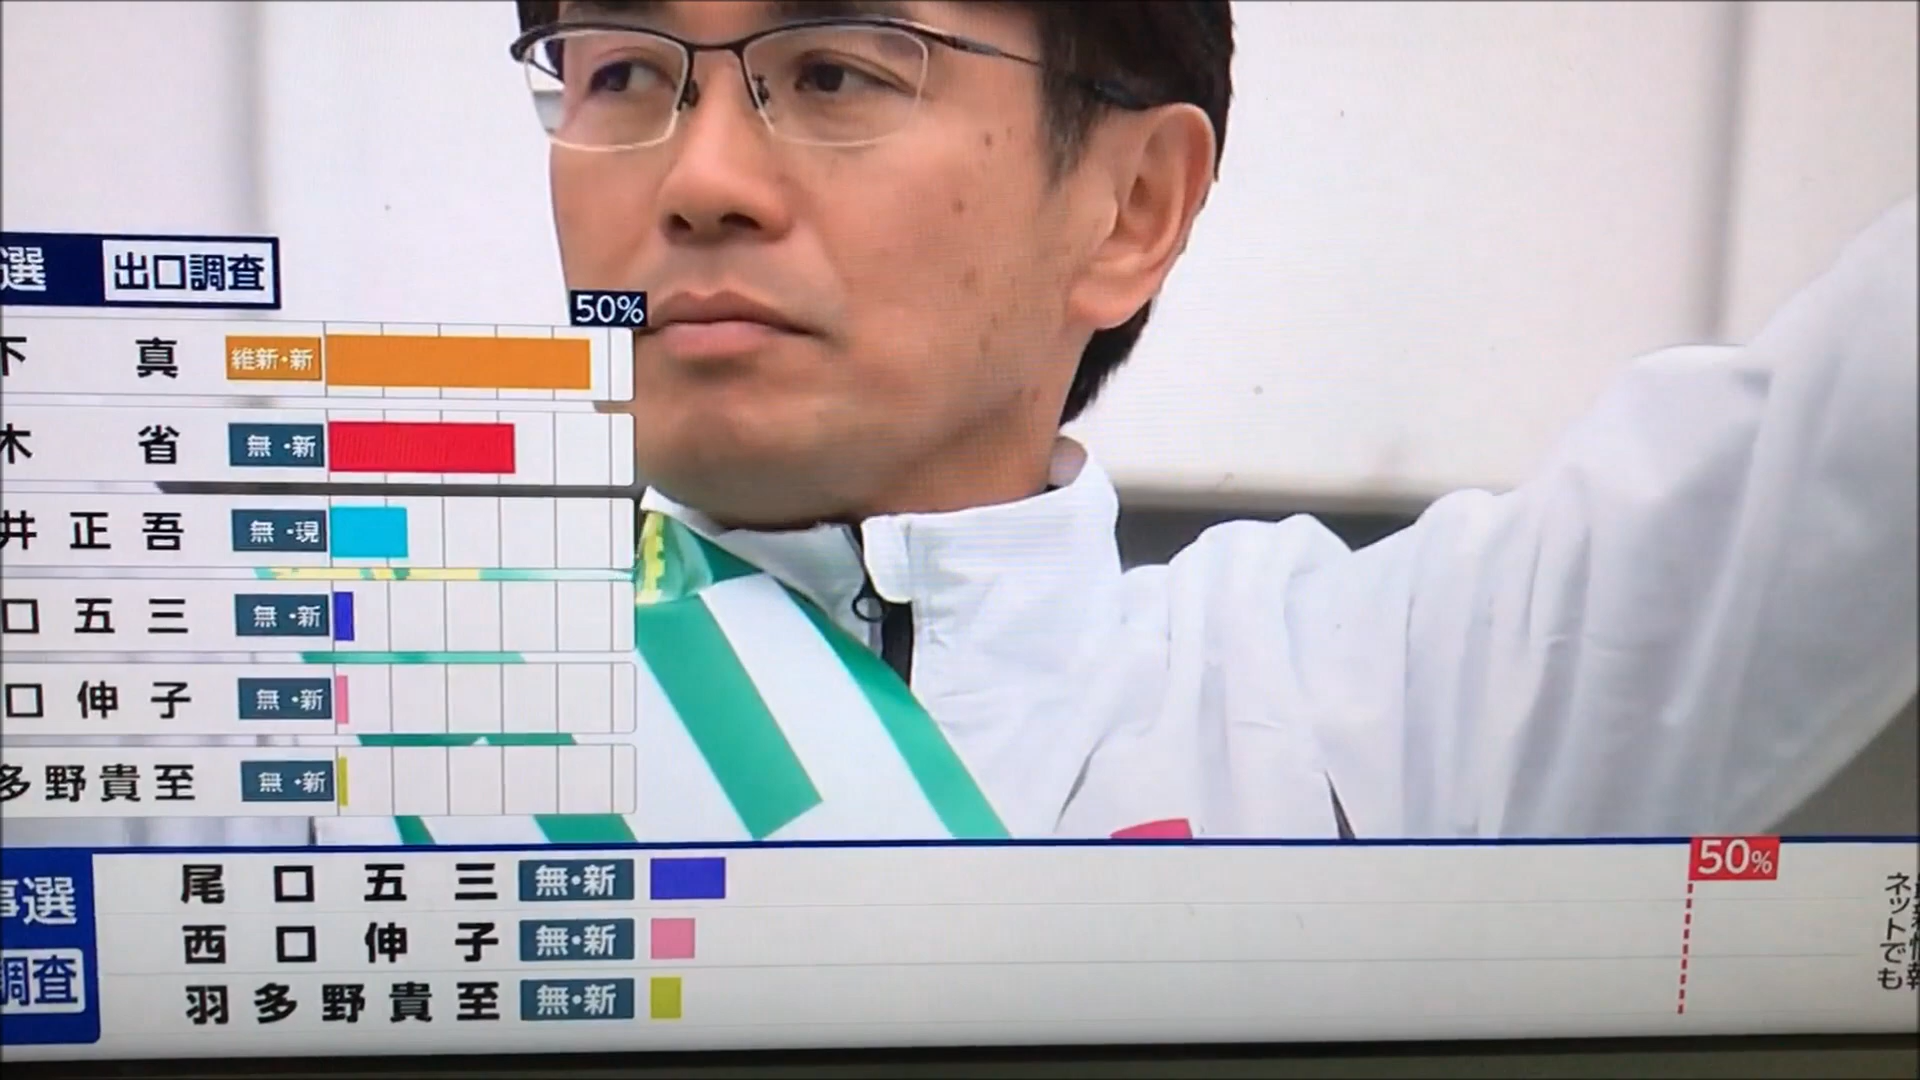 選 出口調査
50%
下 真 維新・新
木 省 無・新
井 正 吾 無・現
口 五 三 無・新
口 伸 子 無・新
多 野 貴 至 無・新
事選
調査
尾 口 五 三 無・新
西 口 伸 子 無・新
羽 多 野 貴 至 無・新
50%
ネットでも